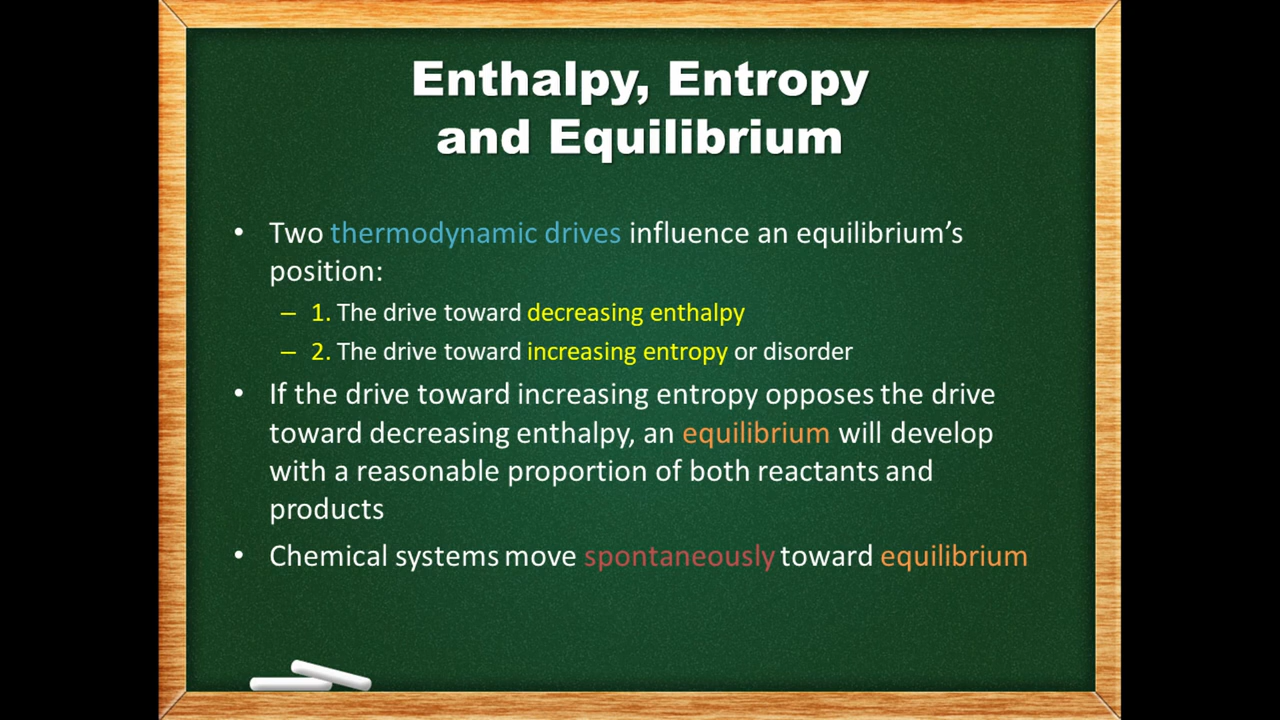 Enthalpy, Entropy
and Equilibrium
• Two thermodynamic drives influence an equilibrium’s
position:
– 1. The drive toward decreasing enthalpy
– 2. The drive toward increasing entropy or disorder
• If the drive toward increasing entropy opposes the drive
toward decreasing enthalpy, an equilibrium will develop
with a reasonable proportion of both reactants and
products
• Chemical systems move spontaneously toward equilibrium